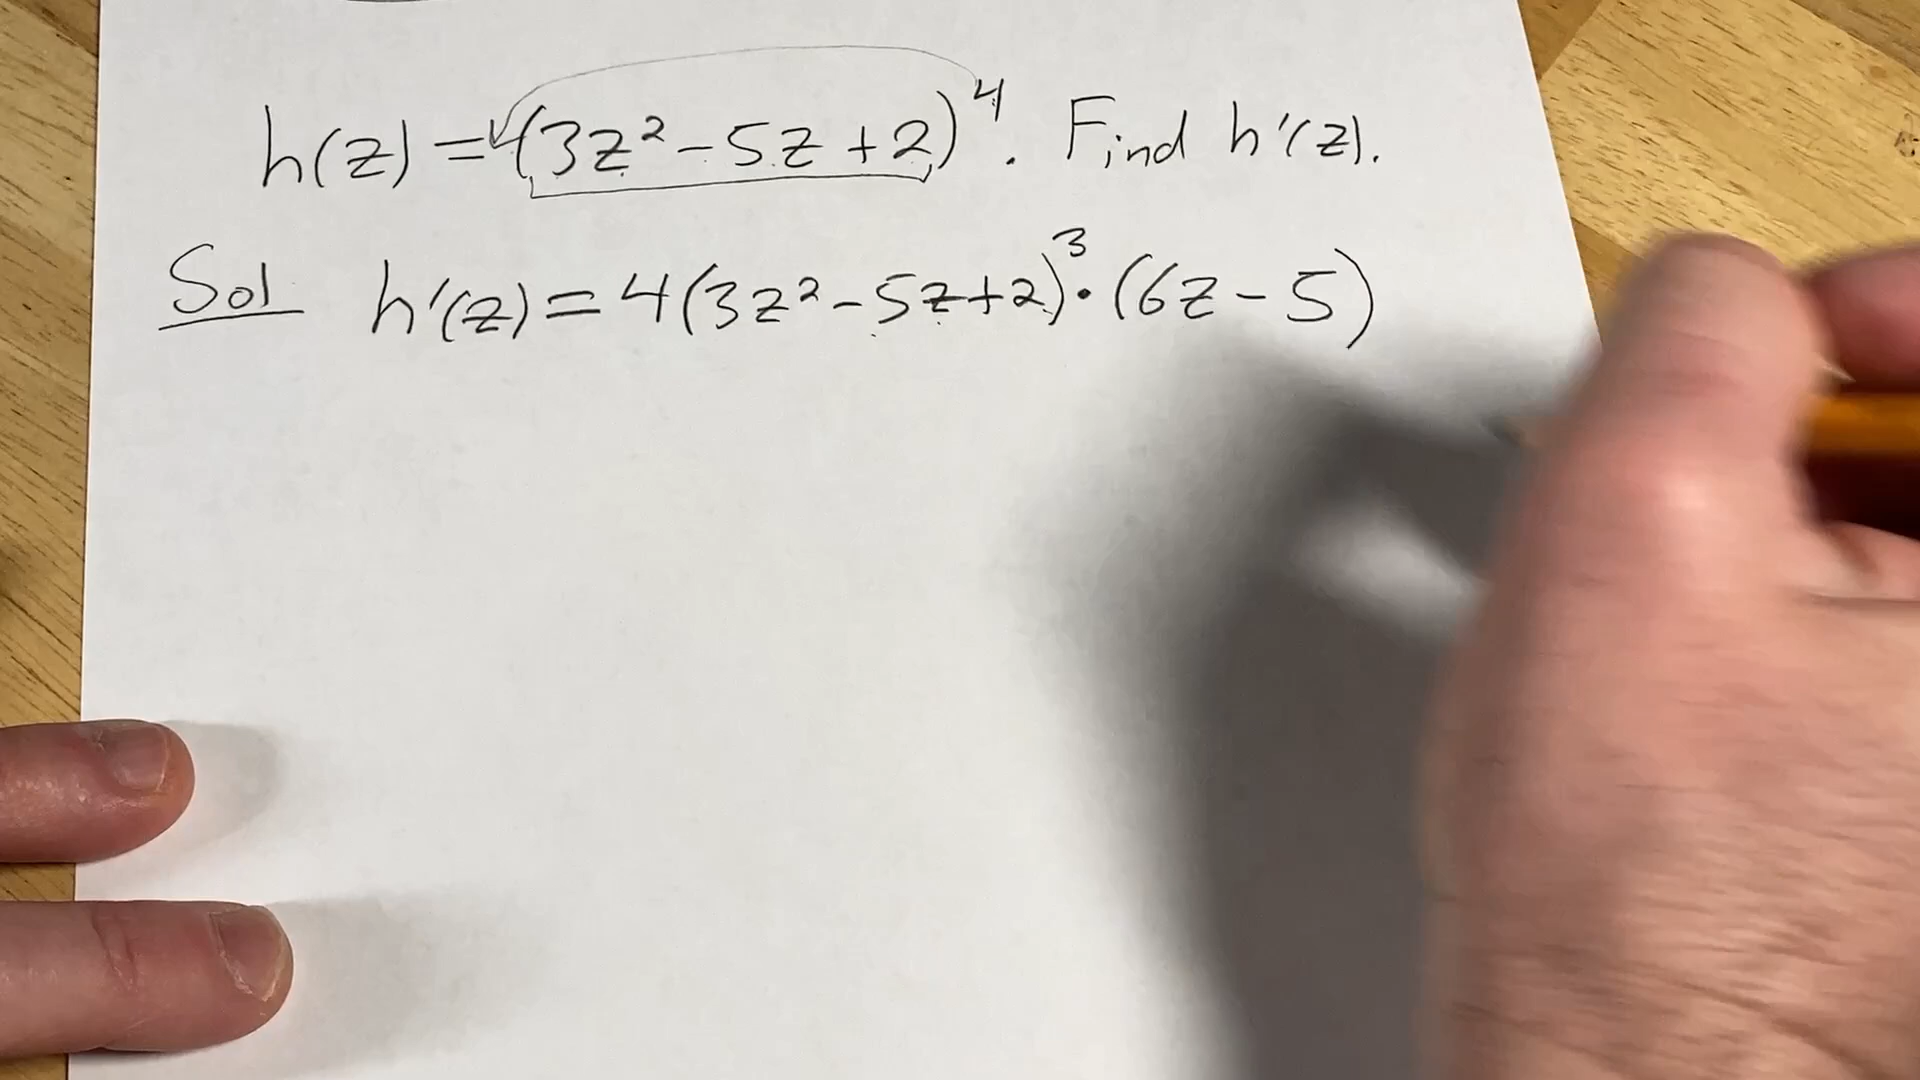 h(z) = (3z² - 5z + 2)⁴. Find h'(z).
Sol h'(z) = 4(3z² - 5z + 2)³ · (6z - 5)